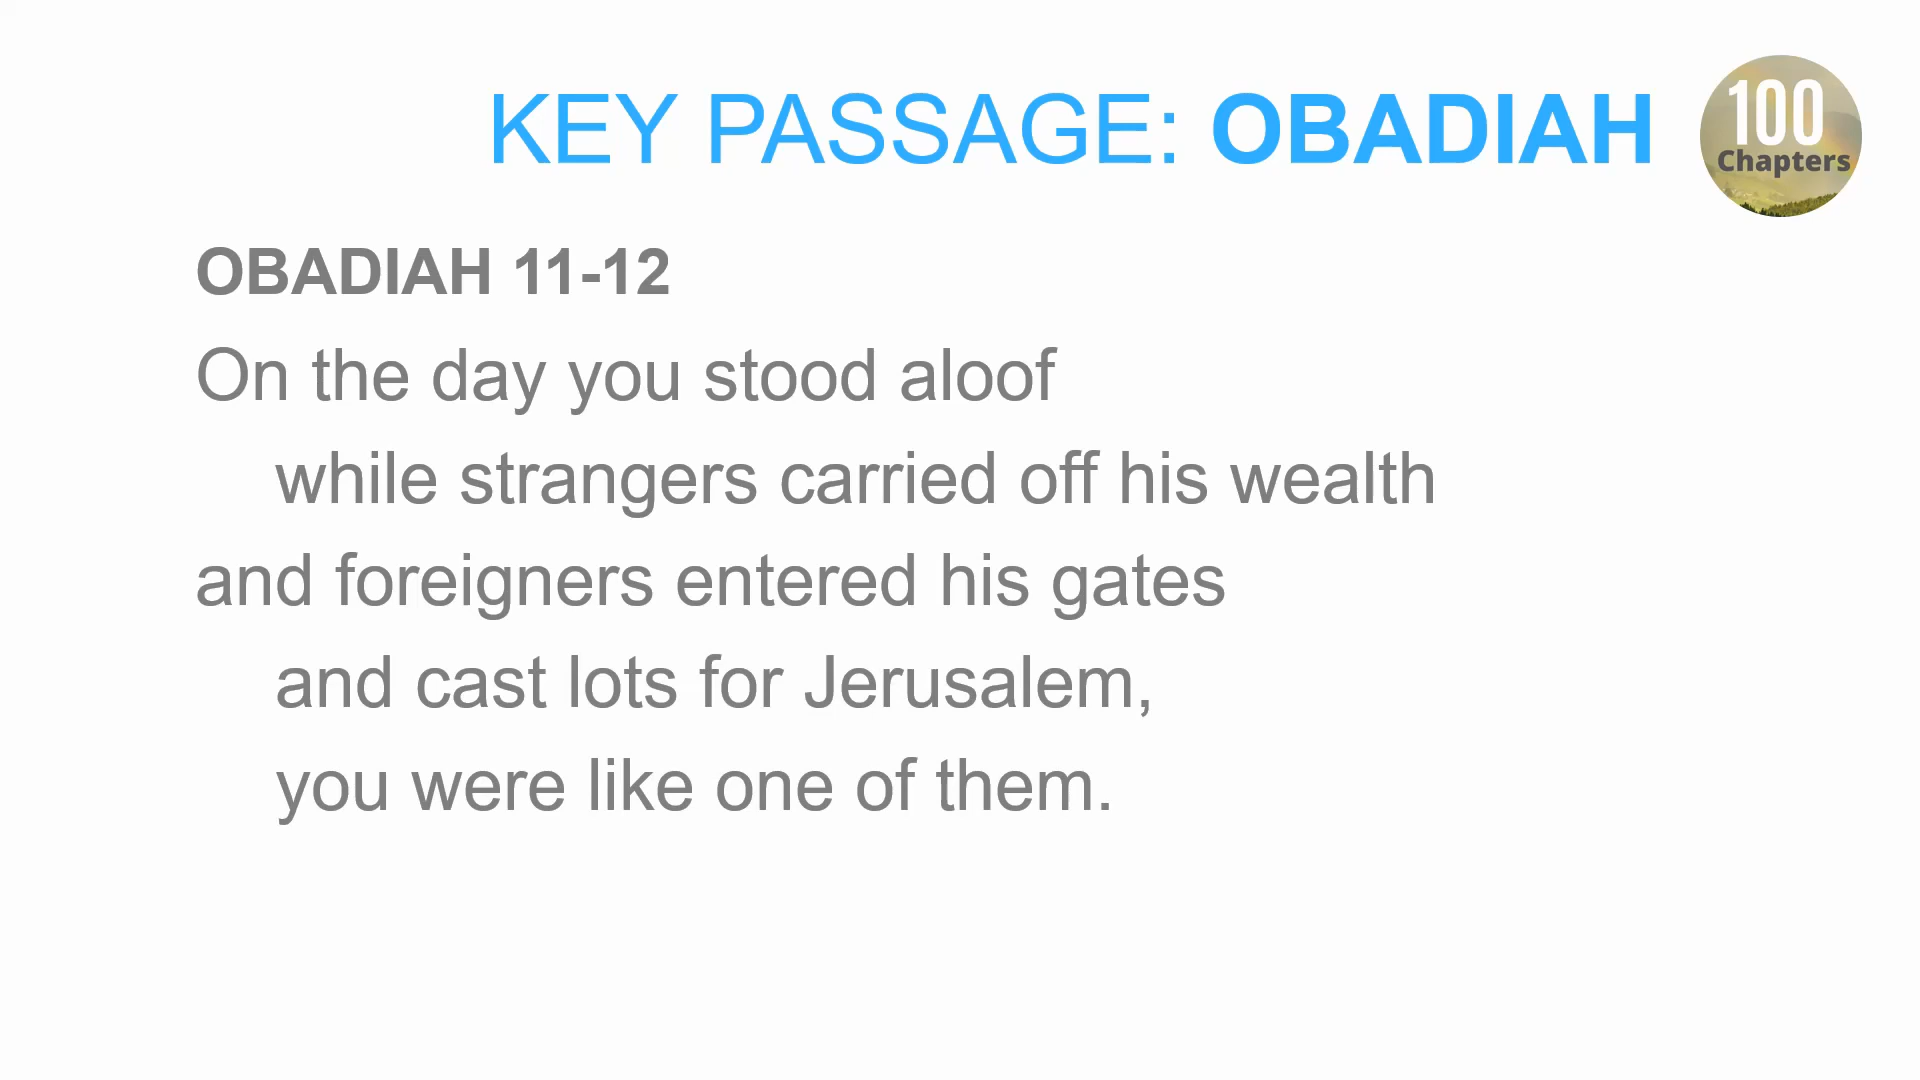 KEY PASSAGE: OBADIAH
100
Chapters
OBADIAH 11-12
On the day you stood aloof
while strangers carried off his wealth
and foreigners entered his gates
and cast lots for Jerusalem,
you were like one of them.